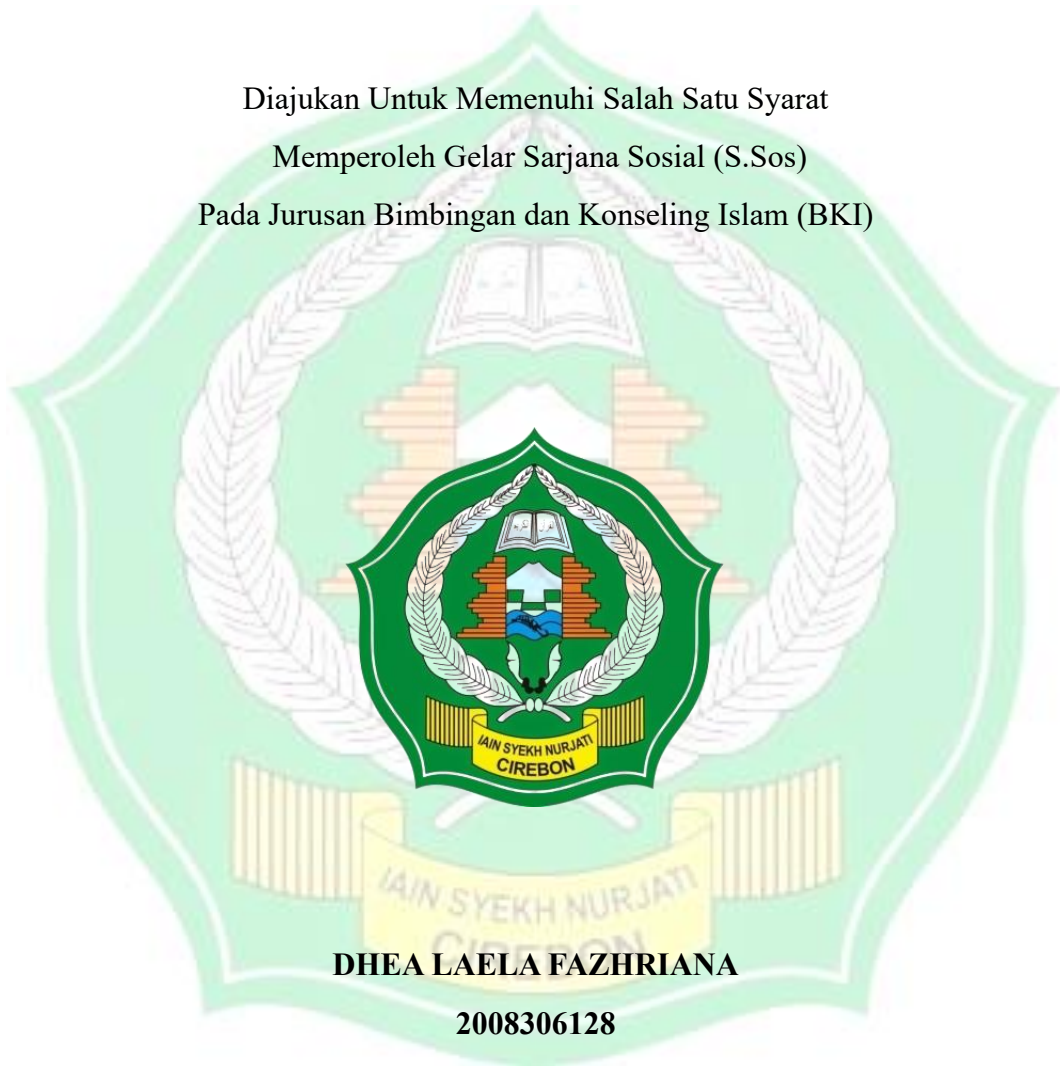 Diajukan Untuk Memenuhi Salah Satu Syarat
Memperoleh Gelar Sarjana Sosial (S.Sos)
Pada Jurusan Bimbingan dan Konseling Islam (BKI)
IAIN SYEKH NURJATI
CIREBON
IAIN SYEKH NURJATI
CIREBON
DHEA LAELA FAZHRIANA
2008306128